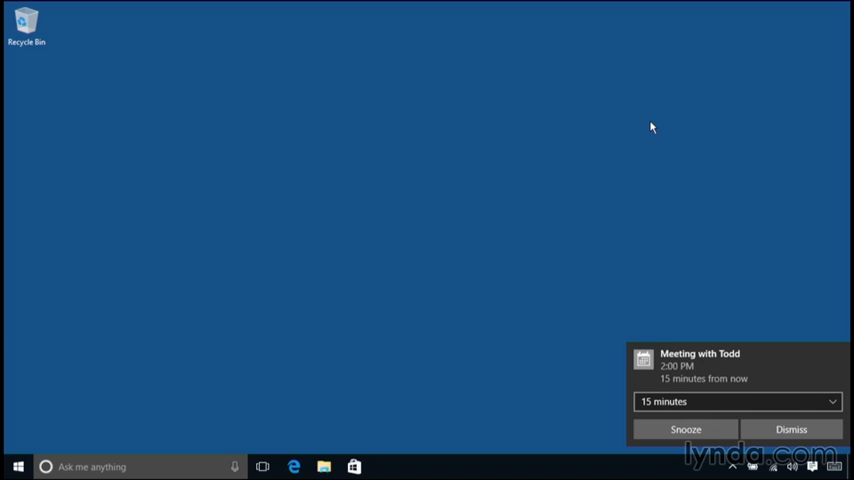 Recycle Bin
Meeting with Todd
2:00 PM
15 minutes from now
15 minutes
Snooze
Dismiss
lynda.com
Ask me anything